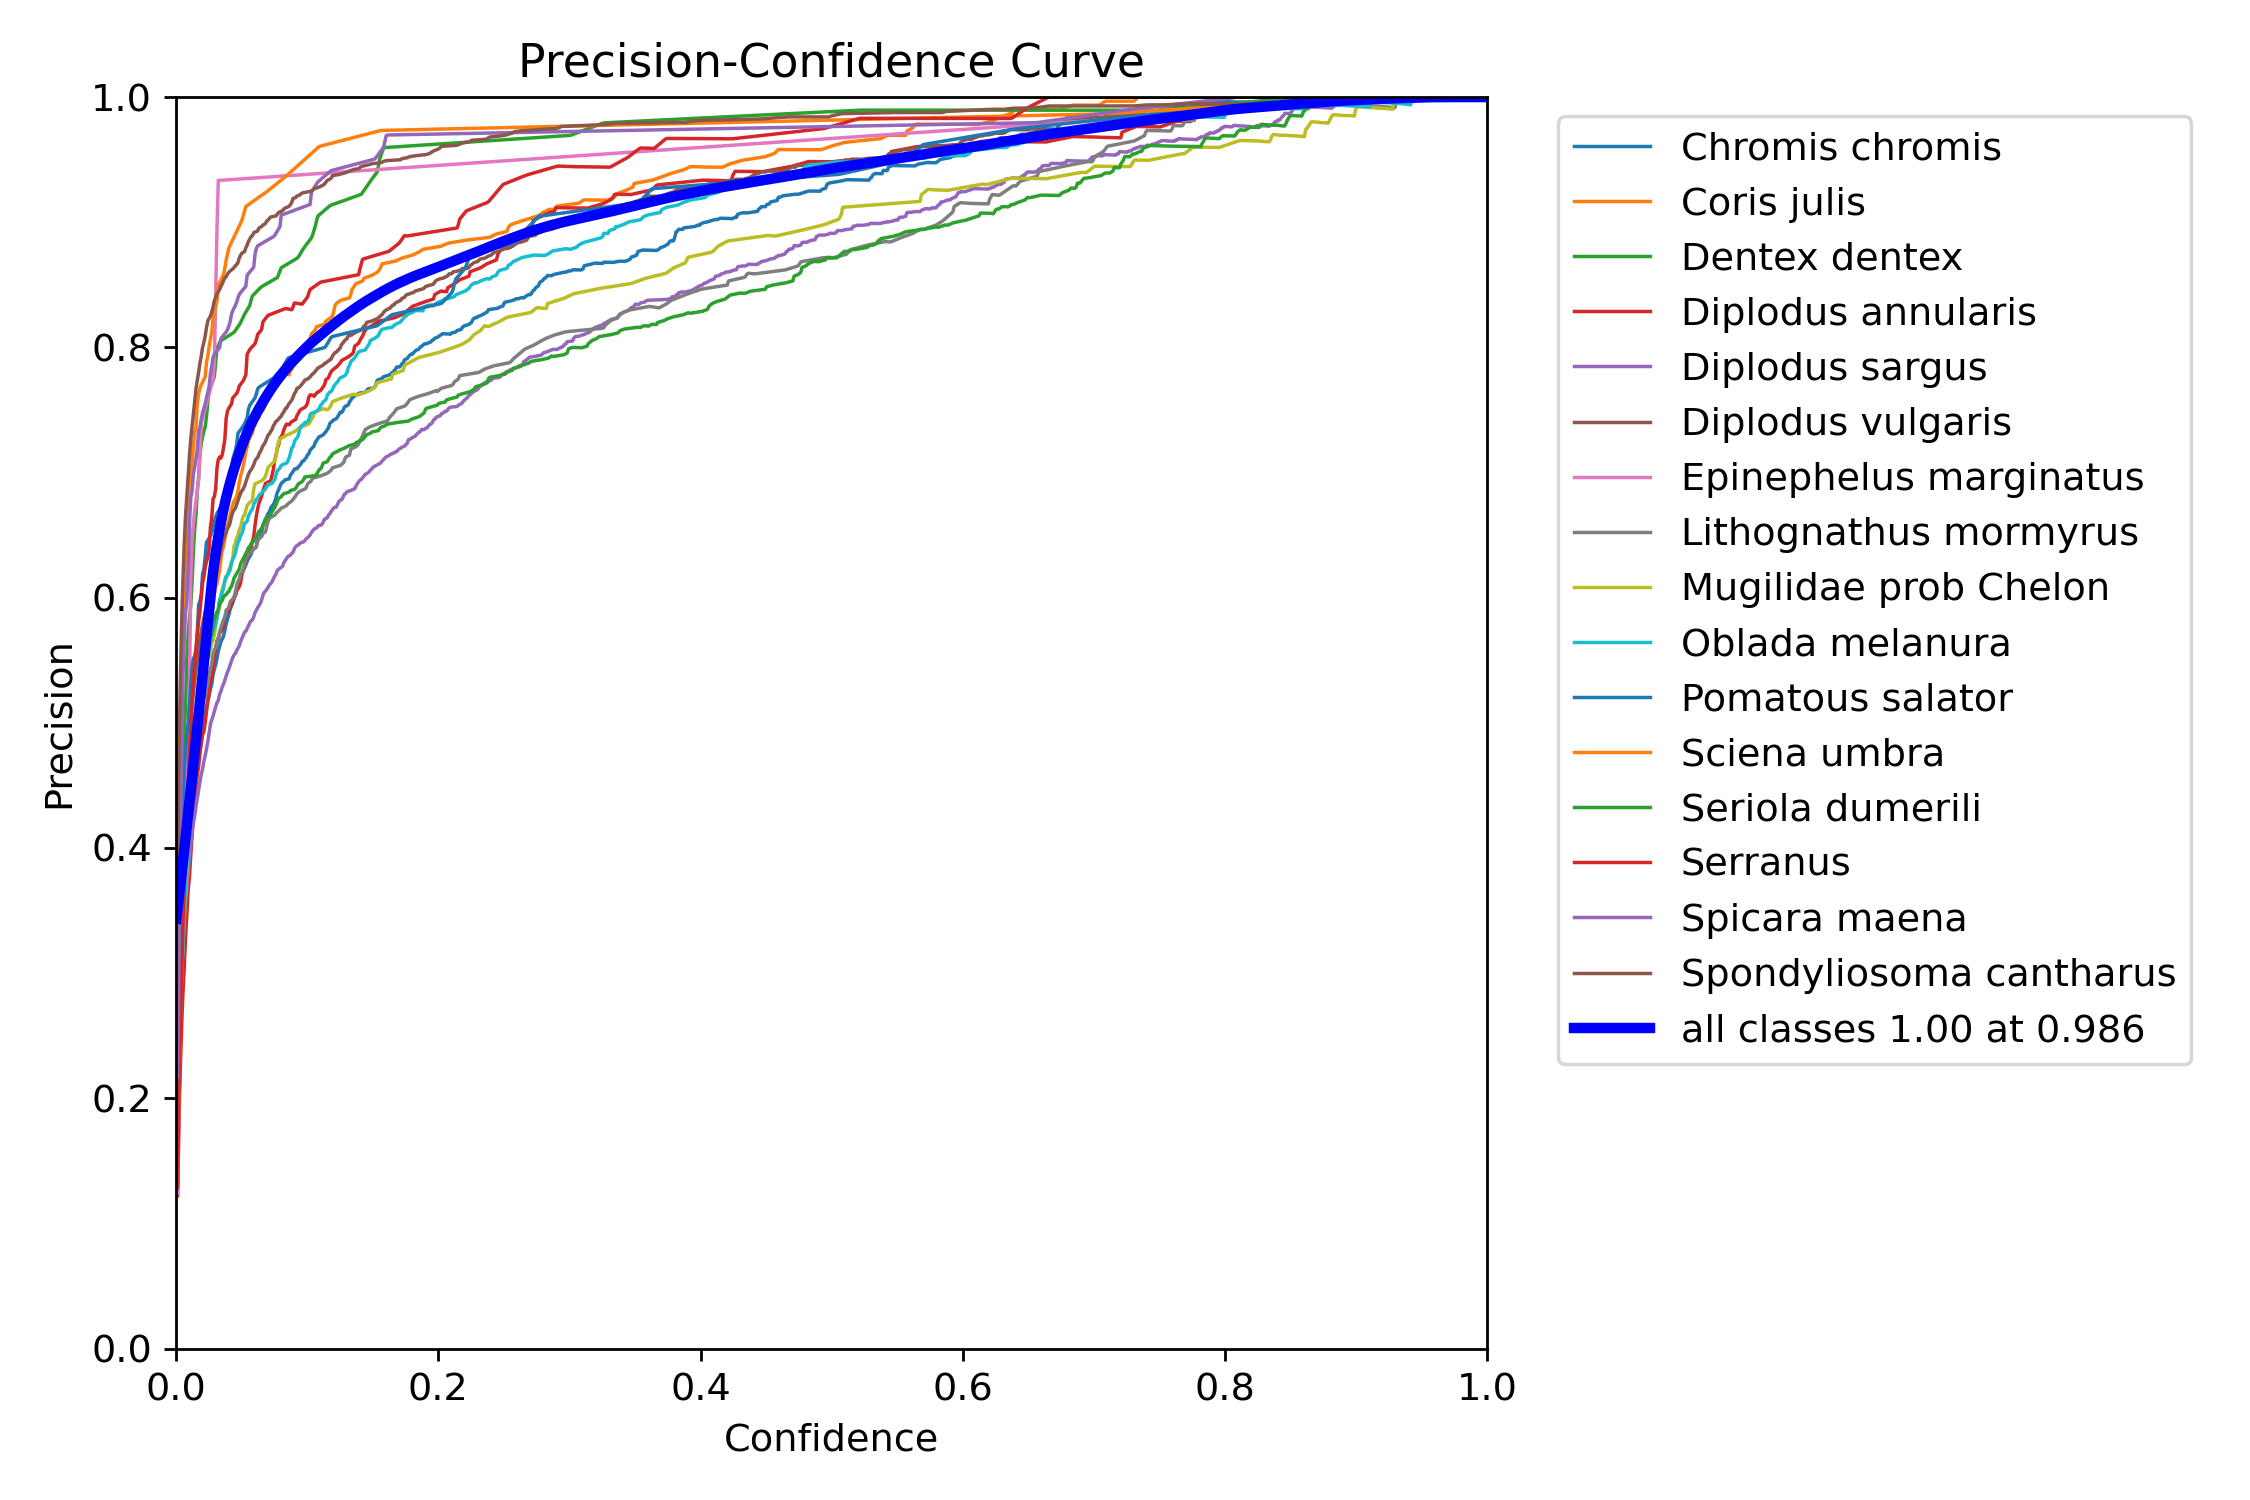 Precision-Confidence Curve
1.0
0.8
0.6
0.4
0.2
0.0
Precision
0.0 0.2 0.4 0.6 0.8 1.0
Confidence
Chromis chromis
Coris julis
Dentex dentex
Diplodus annularis
Diplodus sargus
Diplodus vulgaris
Epinephelus marginatus
Lithognathus mormyrus
Mugilidae prob Chelon
Oblada melanura
Pomatous salator
Sciena umbra
Seriola dumerili
Serranus
Spicara maena
Spondyliosoma cantharus
all classes 1.00 at 0.986